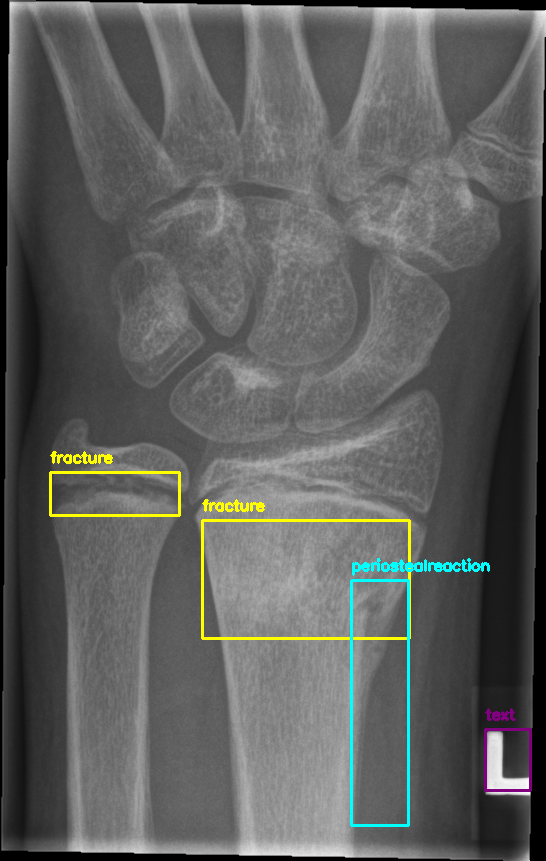 fracture
fracture
periostealreaction
text
L